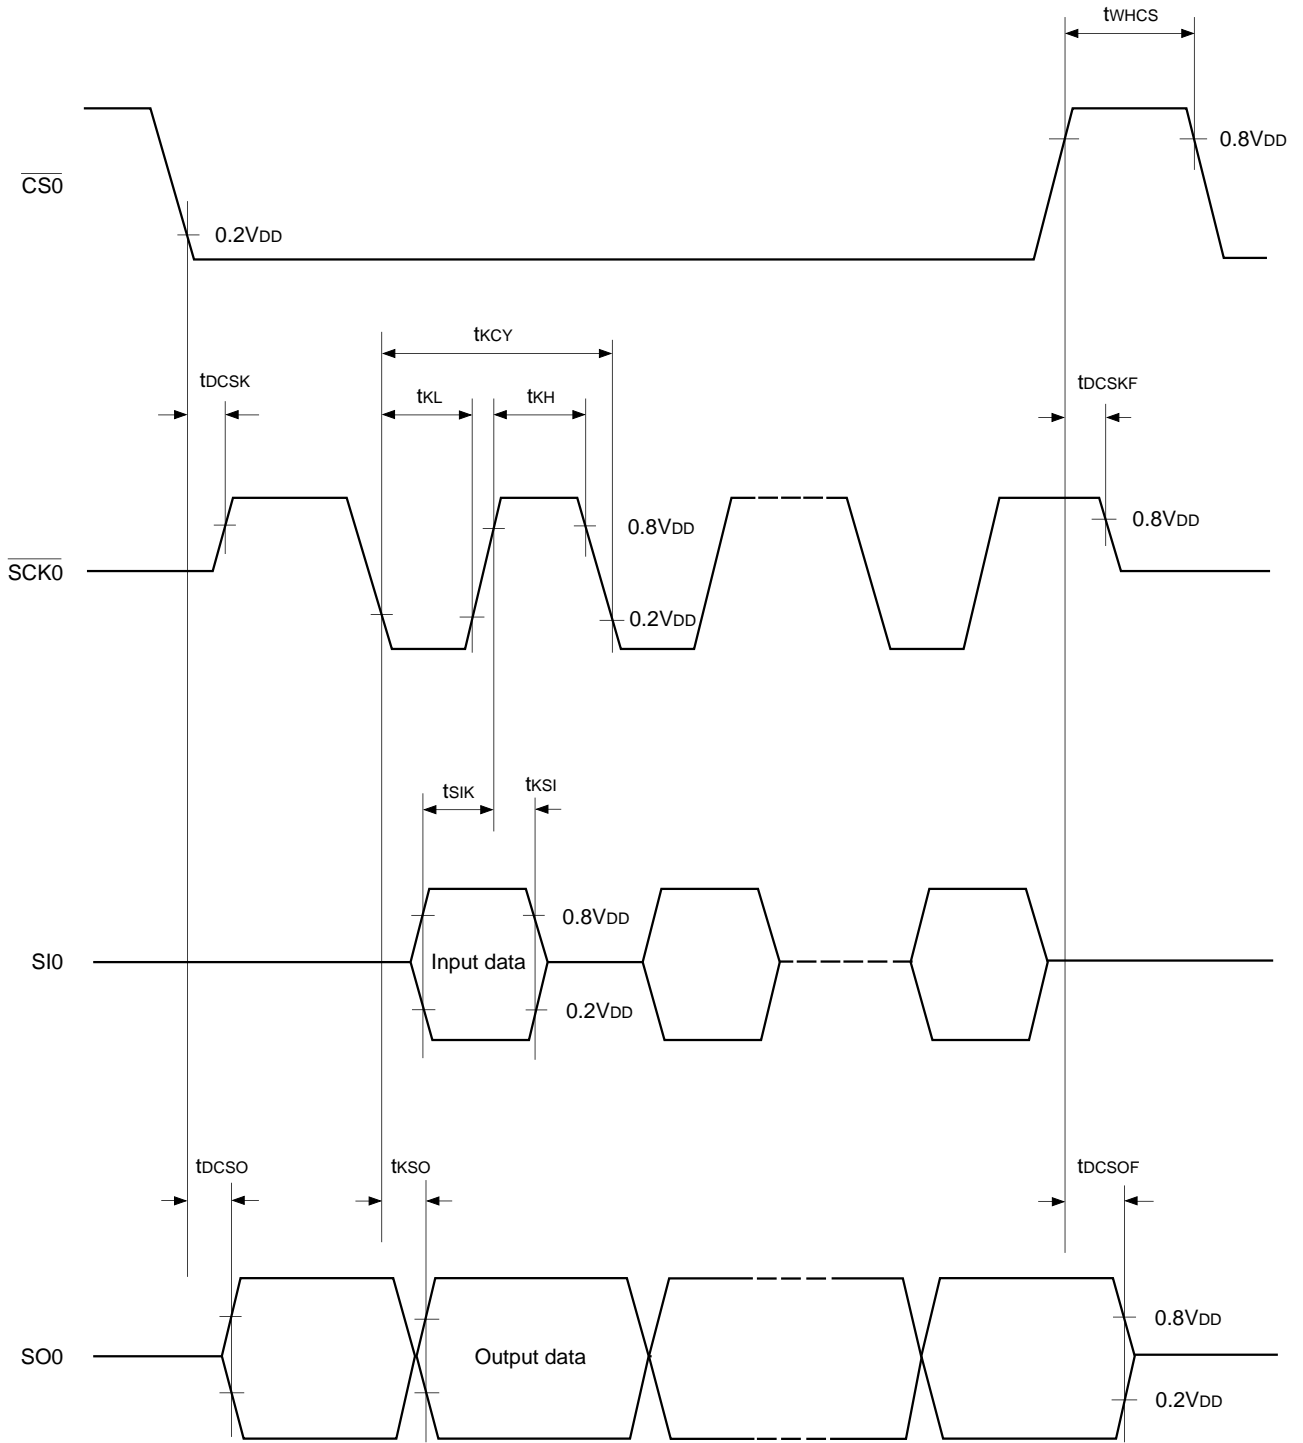 tWHCS
0.8VDD
CS0
0.2VDD
tKCY
tDCSK
tKL
tKH
tDCSKF
0.8VDD
0.8VDD
SCK0
0.2VDD
tSIK
tKSI
0.8VDD
SI0
Input data
0.2VDD
tDCSO
tKSO
tDCSOF
0.8VDD
SO0
Output data
0.2VDD